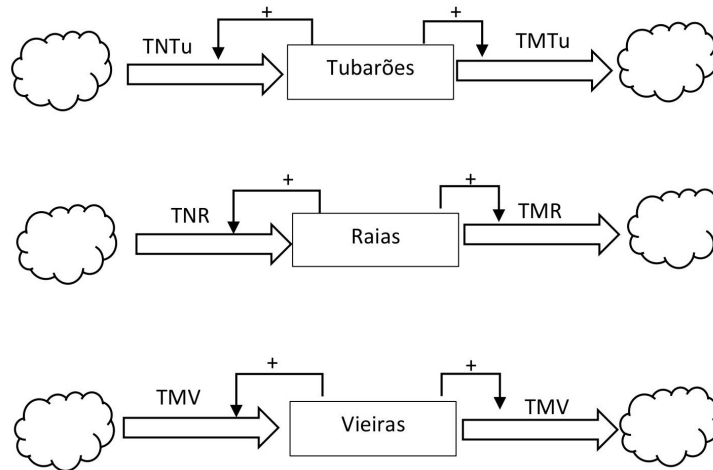 + +
TNTu Tubarões TMTu
+ +
TNR Raias TMR
+ +
TMV Vieiras TMV